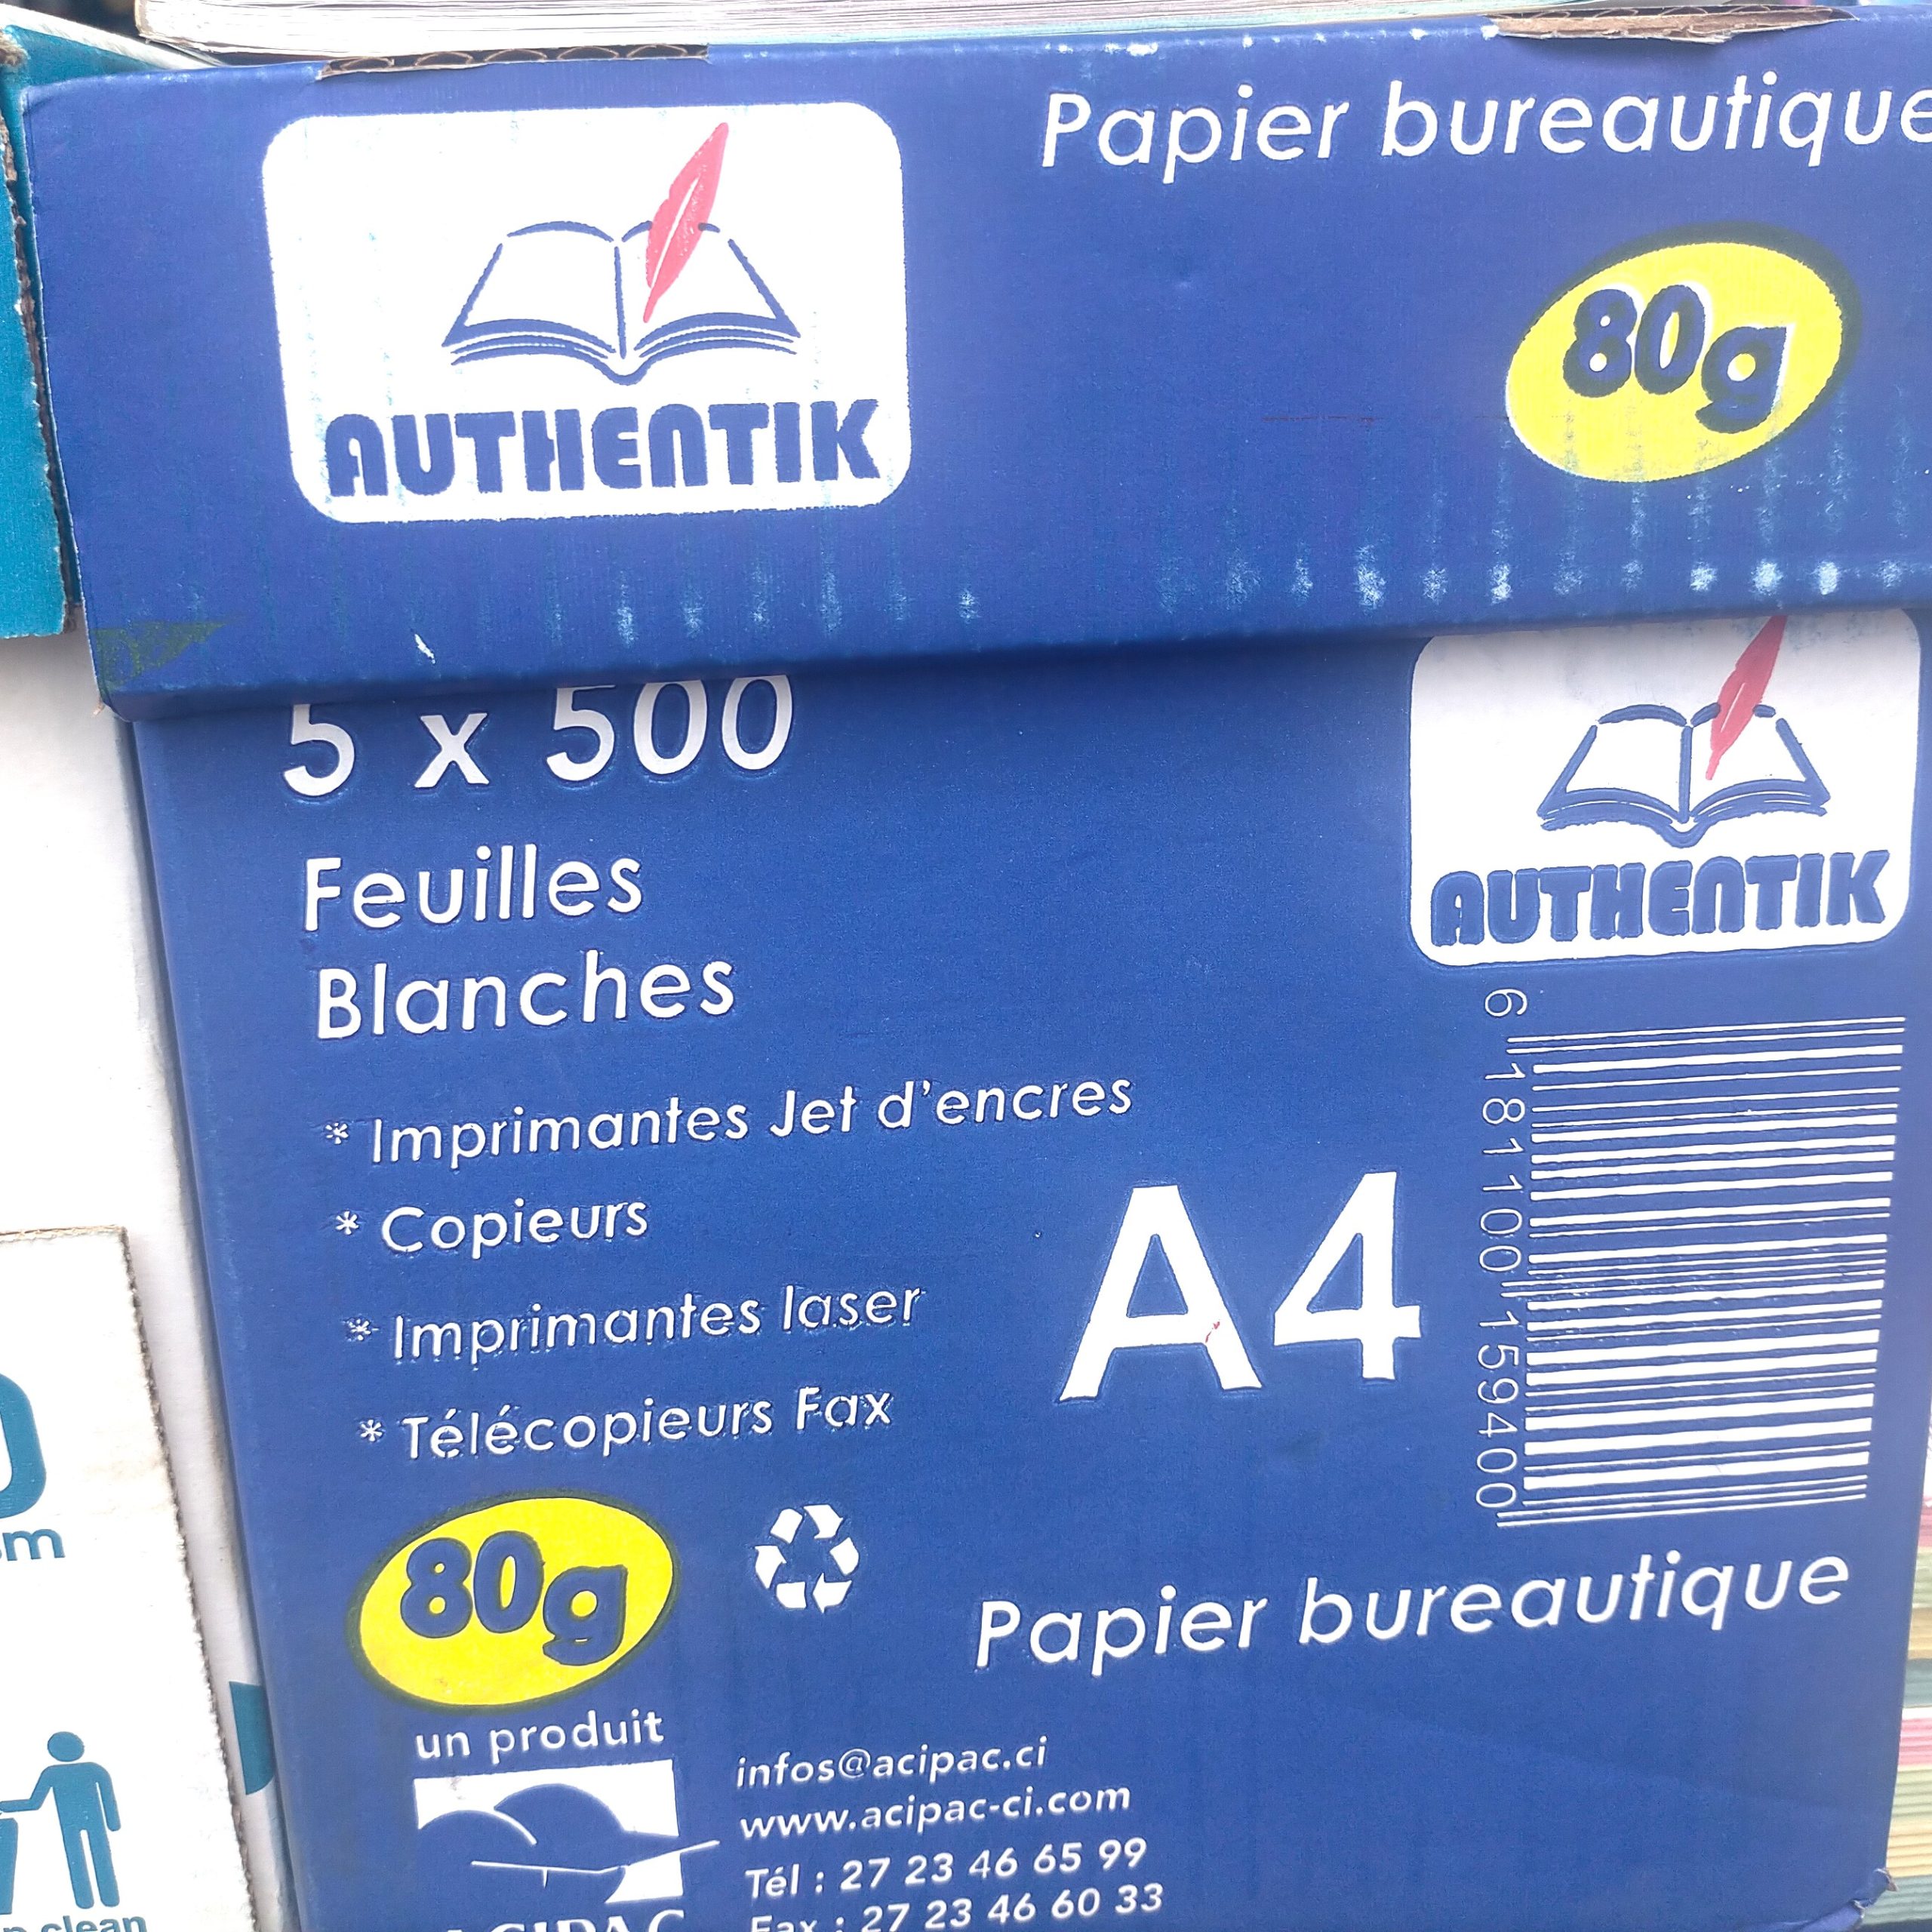 Papier bureautique
AUTHENTIK
80g
5 x 500
Feuilles
Blanches
AUTHENTIK
* Imprimantes Jet d'encres
* Copieurs
* Imprimantes laser
* Télécopieurs Fax
A4
6 181100 159400
80g
Papier bureautique
un produit
ACIPAC
infos@acipac.ci
www.acipac-ci.com
Tél : 27 23 46 65 99
Fax : 27 23 46 60 33
clean